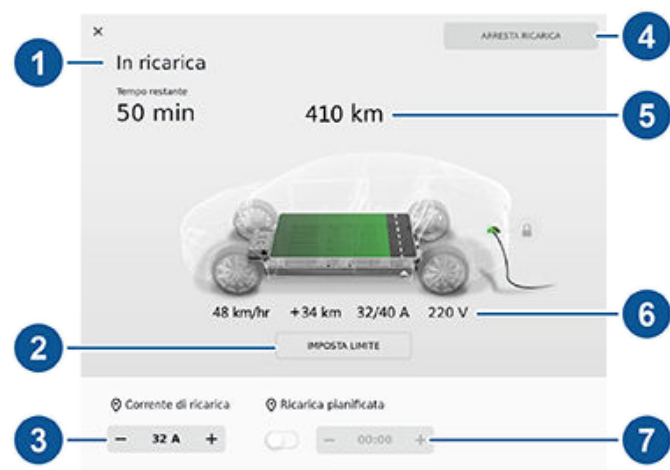 ×
ARRESTA RICARICA
4
1
In ricarica
Tempo restante
50 min
410 km
5
48 km/hr +34 km 32/40 A 220 V
6
2
IMPOSTA LIMITE
Corrente di ricarica
Ricarica pianificata
3
− 32 A +
− 00:00 +
7